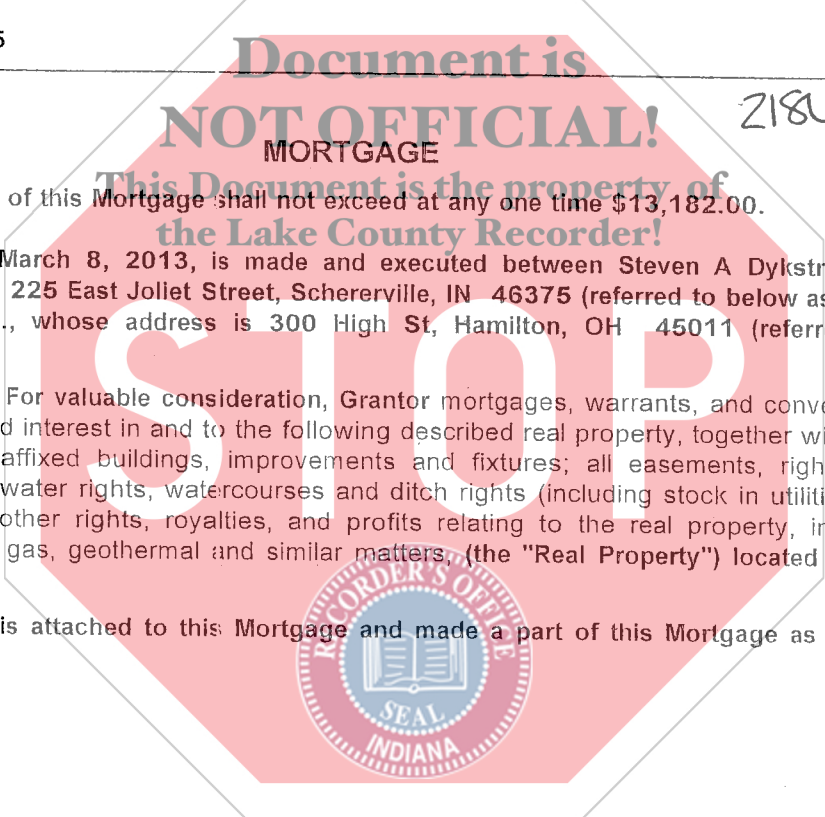 5
Document is
NOT OFFICIAL!
MORTGAGE
This Document is the property of
of this Mortgage shall not exceed at any one time $13,182.00.
the Lake County Recorder!
March 8, 2013, is made and executed between Steven A Dykstr
225 East Joliet Street, Schererville, IN 46375 (referred to below as
., whose address is 300 High St, Hamilton, OH 45011 (referr
STOP
For valuable consideration, Grantor mortgages, warrants, and conv
d interest in and to the following described real property, together wi
affixed buildings, improvements and fixtures; all easements, righ
water rights, watercourses and ditch rights (including stock in utiliti
other rights, royalties, and profits relating to the real property, in
gas, geothermal and similar matters, (the "Real Property") located
is attached to this Mortgage and made a part of this Mortgage as
RECORDER'S OFFICE
SEAL
INDIANA